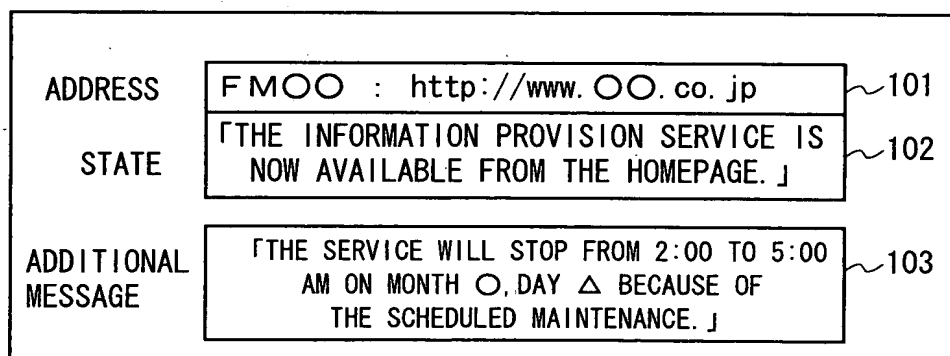 ADDRESS FM○○ : http://www.○○.co.jp 101
STATE 「THE INFORMATION PROVISION SERVICE IS
NOW AVAILABLE FROM THE HOMEPAGE.」 102
ADDITIONAL MESSAGE 「THE SERVICE WILL STOP FROM 2:00 TO 5:00
AM ON MONTH ○, DAY △ BECAUSE OF
THE SCHEDULED MAINTENANCE.」 103